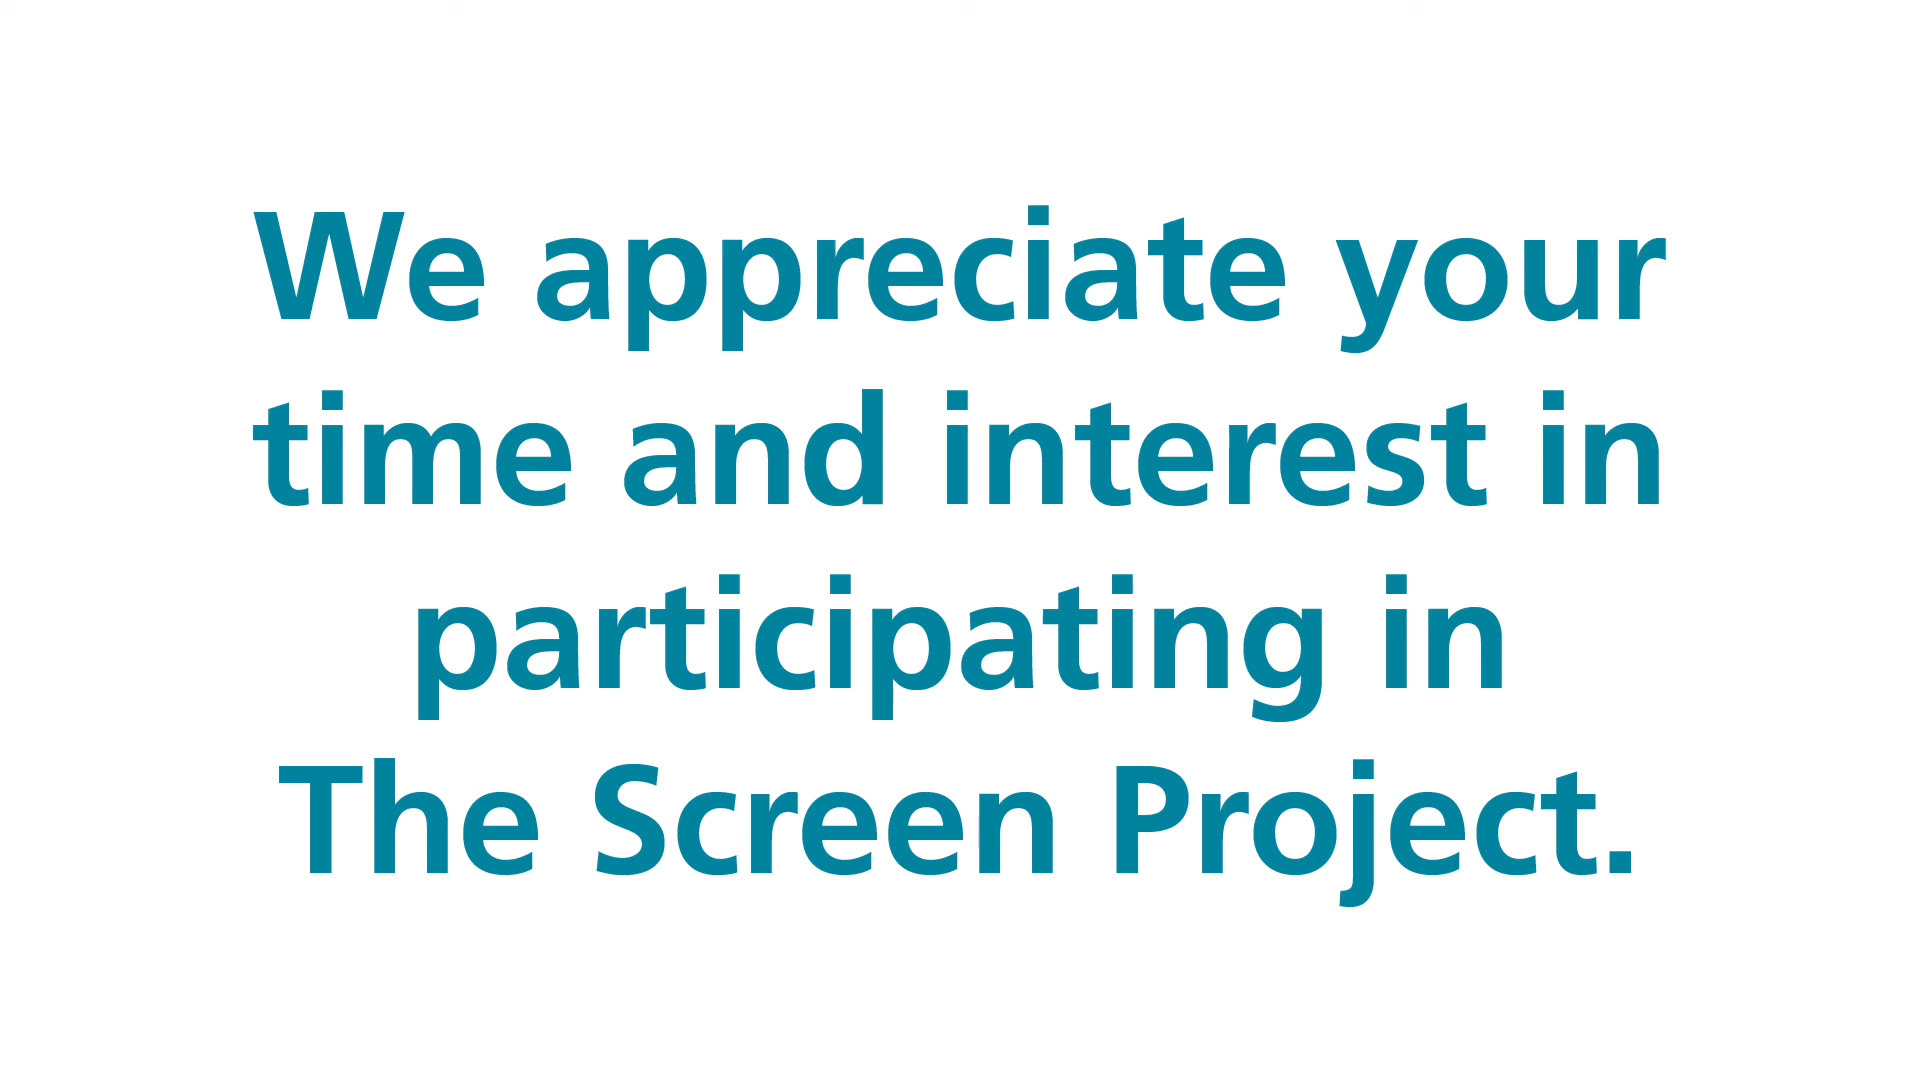 We appreciate your
time and interest in
participating in
The Screen Project.